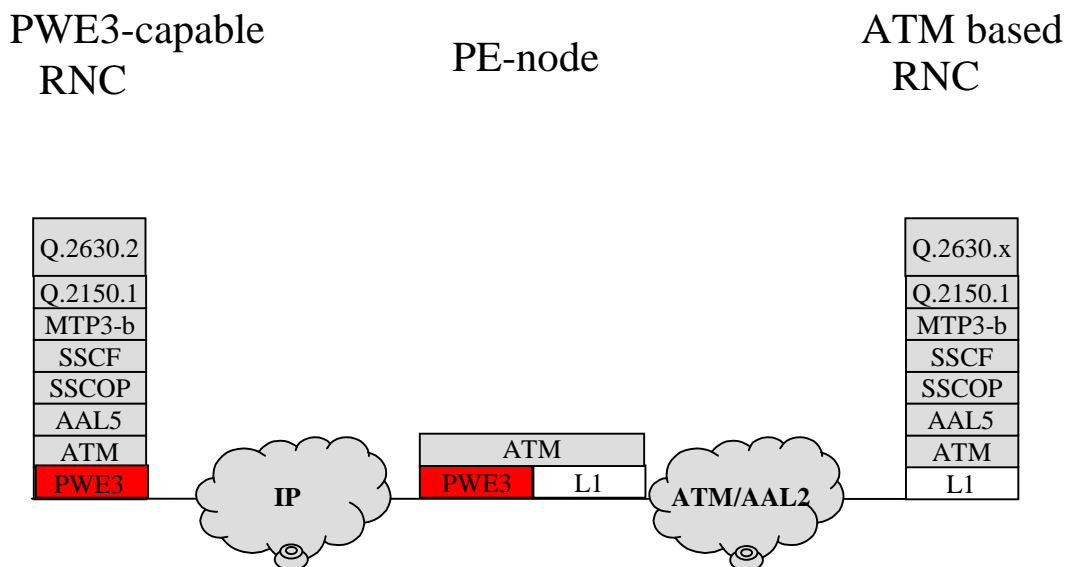 PWE3-capable
RNC
PE-node
ATM based
RNC
Q.2630.2
Q.2150.1
MTP3-b
SSCF
SSCOP
AAL5
ATM
PWE3
IP
ATM
PWE3
L1
ATM/AAL2
Q.2630.x
Q.2150.1
MTP3-b
SSCF
SSCOP
AAL5
ATM
L1